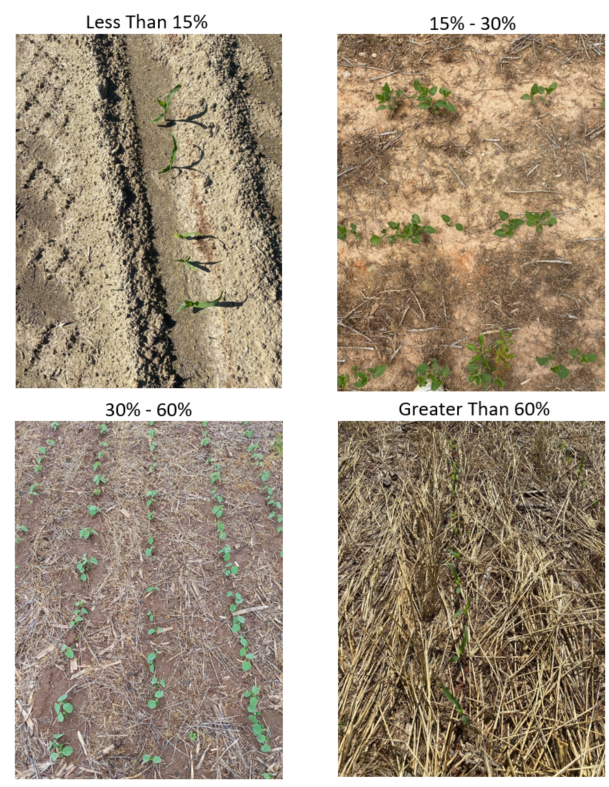 Less Than 15%
15% - 30%
30% - 60%
Greater Than 60%